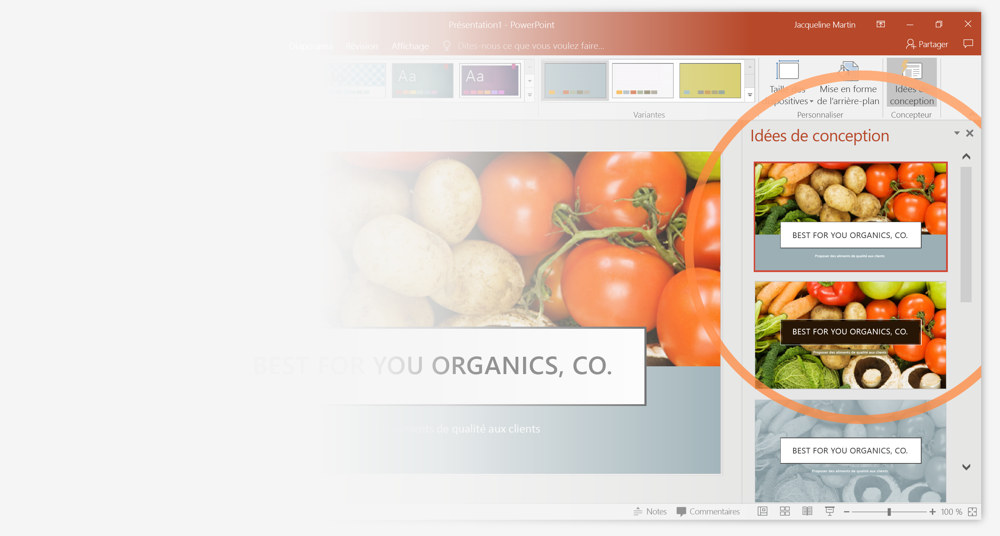 Présentation1 - PowerPoint
Jacqueline Martin
Diaporama Révision Affichage Dites-nous ce que vous voulez faire...
Partager
Aa Aa
Taille des diapositives
Mise en forme de l'arrière-plan
Idées de conception
Variantes
Personnaliser
Concepteur
Idées de conception
BEST FOR YOU ORGANICS, CO.
aliments de qualité aux clients
BEST FOR YOU ORGANICS, CO.
Proposer des aliments de qualité aux clients
BEST FOR YOU ORGANICS, CO.
Proposer des aliments de qualité aux clients
BEST FOR YOU ORGANICS, CO.
Proposer des aliments de qualité aux clients
Notes Commentaires 100 %